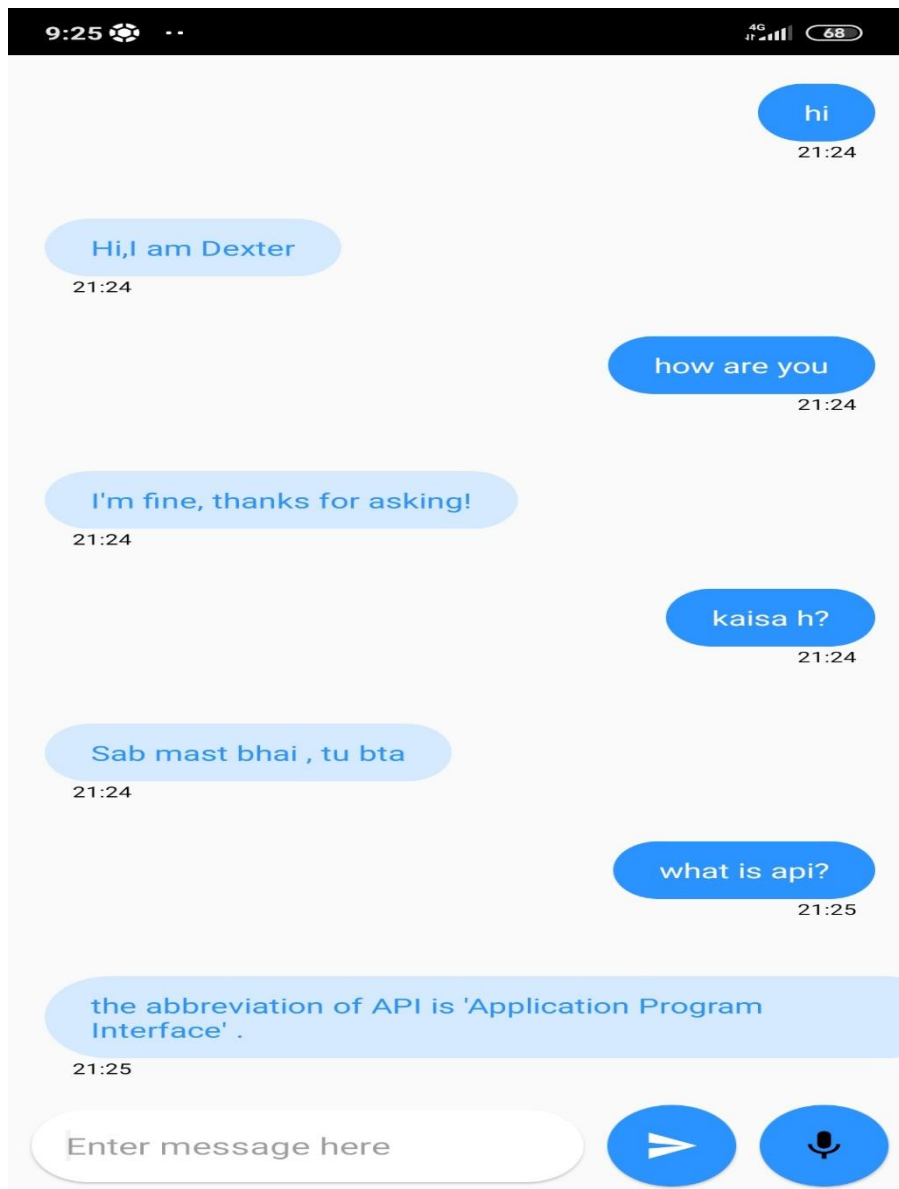 9:25
4G
68
hi
21:24
Hi,I am Dexter
21:24
how are you
21:24
I'm fine, thanks for asking!
21:24
kaisa h?
21:24
Sab mast bhai , tu bta
21:24
what is api?
21:25
the abbreviation of API is 'Application Program
Interface' .
21:25
Enter message here